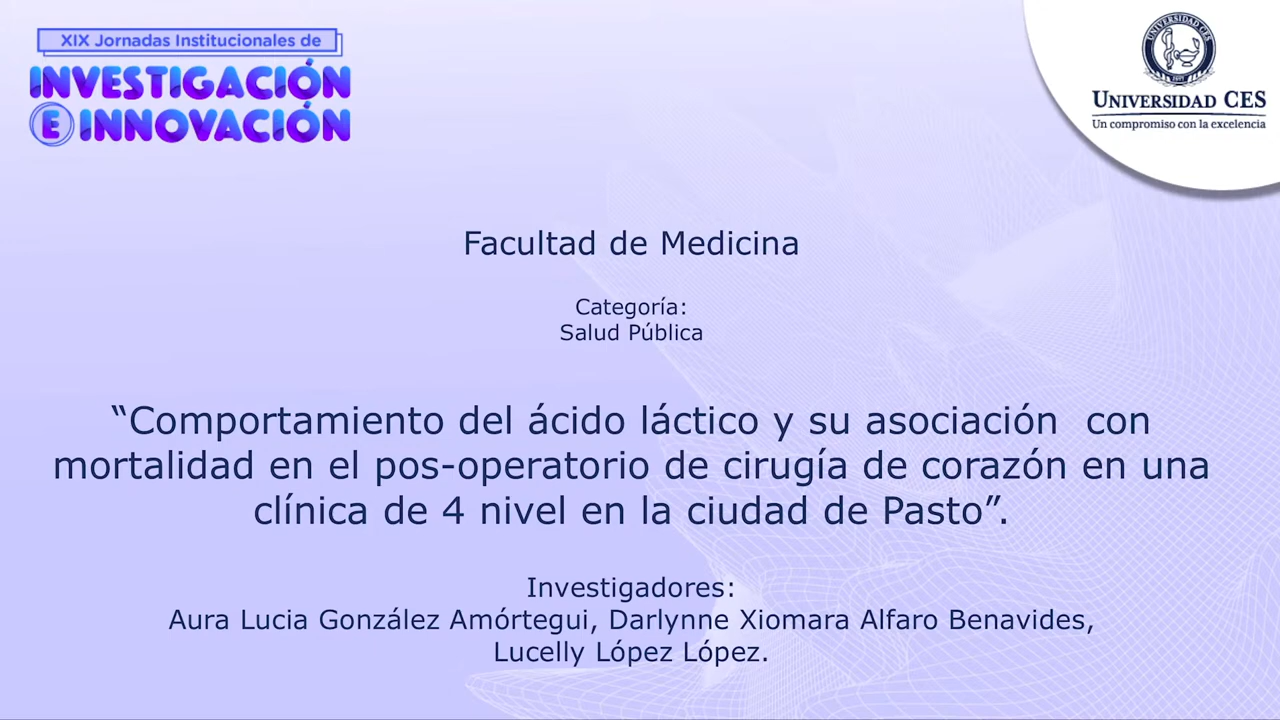 XIX Jornadas Institucionales de
INVESTIGACIÓN
E INNOVACIÓN
UNIVERSIDAD CES
UNIVERSIDAD CES
Un compromiso con la excelencia
Facultad de Medicina
Categoría:
Salud Pública
“Comportamiento del ácido láctico y su asociación  con
mortalidad en el pos-operatorio de cirugía de corazón en una
clínica de 4 nivel en la ciudad de Pasto”.
Investigadores:
Aura Lucia González Amórtegui, Darlynne Xiomara Alfaro Benavides,
Lucelly López López.